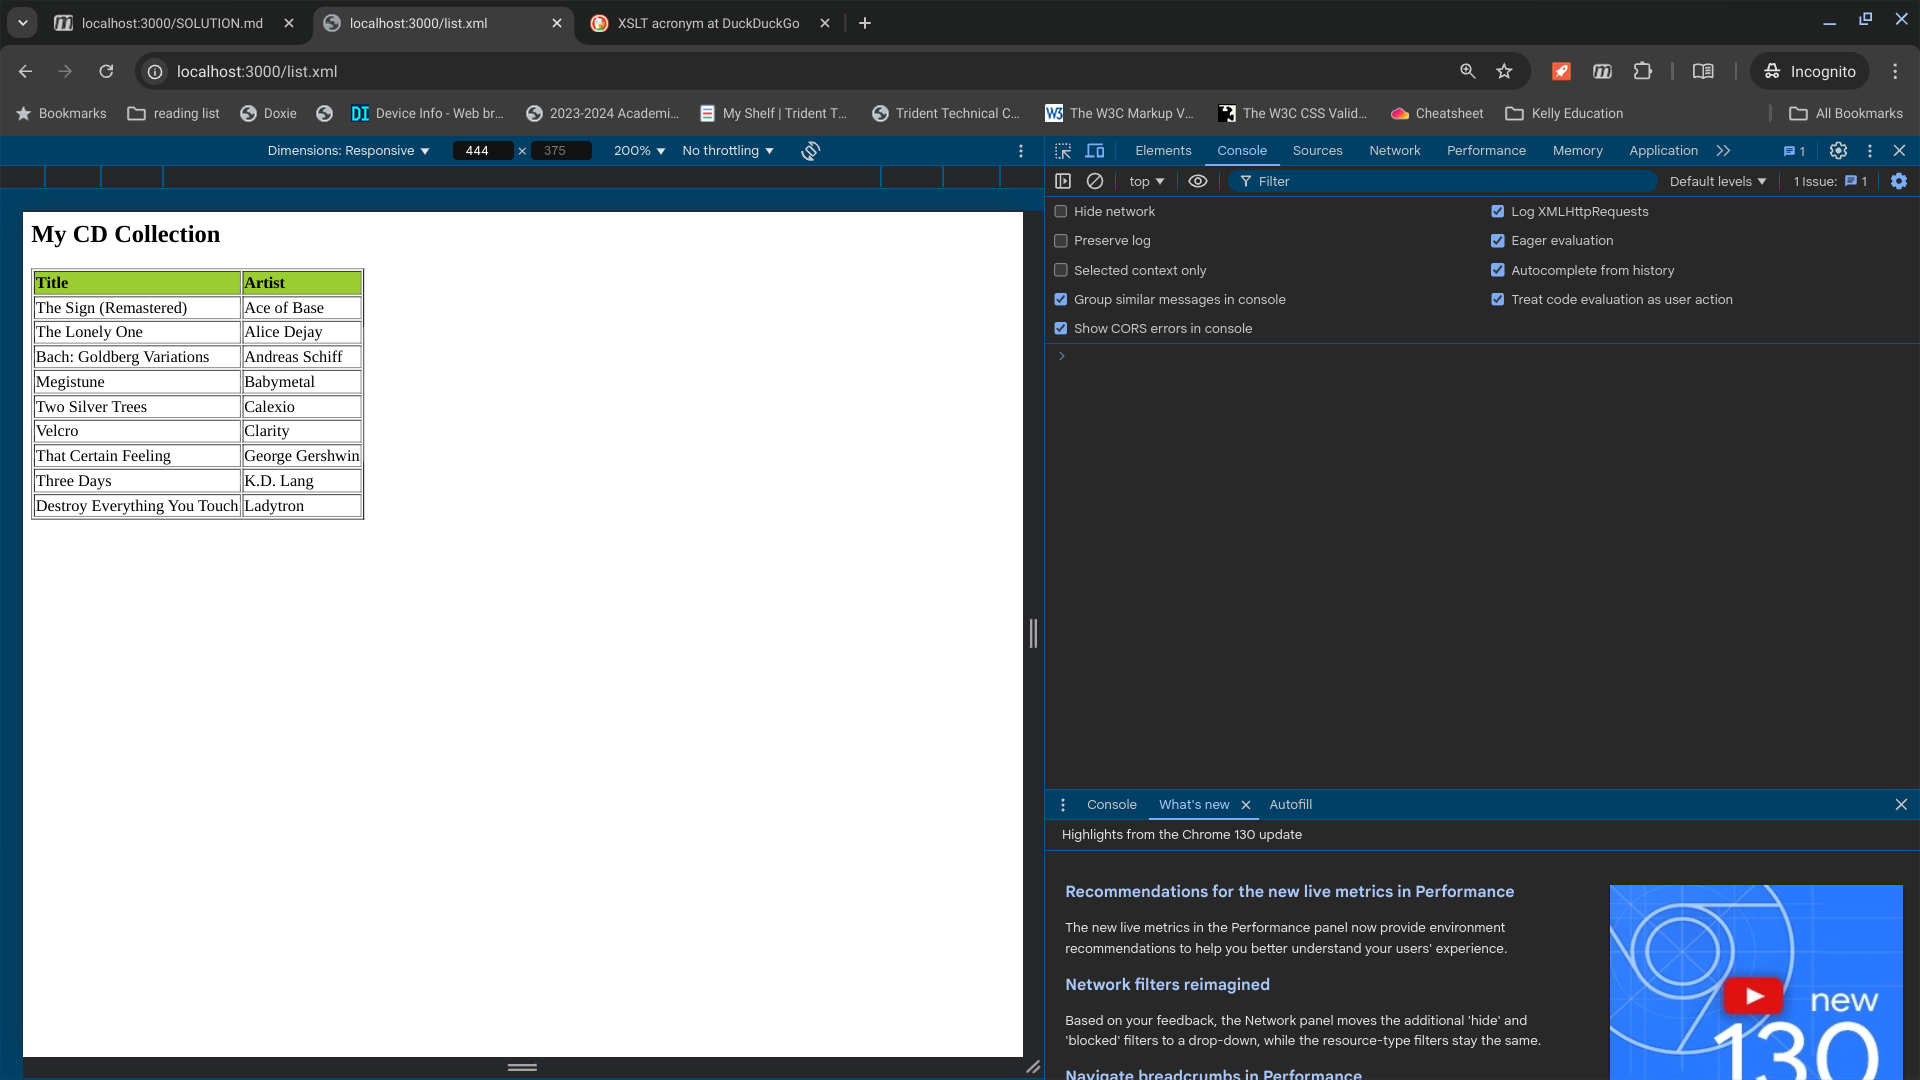 localhost:3000/SOLUTION.md
localhost:3000/list.xml
XSLT acronym at DuckDuckGo
localhost:3000/list.xml
Incognito
Bookmarks
reading list
Doxie
DI Device Info - Web br...
2023-2024 Academi...
My Shelf | Trident T...
Trident Technical C...
W3 The W3C Markup V...
The W3C CSS Valid...
Cheatsheet
Kelly Education
All Bookmarks
Dimensions: Responsive 444 × 375 200% No throttling
Elements Console Sources Network Performance Memory Application 1
top Filter Default levels 1 Issue: 1
Hide network
Log XMLHttpRequests
Preserve log
Eager evaluation
Selected context only
Autocomplete from history
Group similar messages in console
Treat code evaluation as user action
Show CORS errors in console
My CD Collection
Title Artist
The Sign (Remastered) Ace of Base
The Lonely One Alice Dejay
Bach: Goldberg Variations Andreas Schiff
Megistune Babymetal
Two Silver Trees Calexio
Velcro Clarity
That Certain Feeling George Gershwin
Three Days K.D. Lang
Destroy Everything You Touch Ladytron
Console What's new Autofill
Highlights from the Chrome 130 update
Recommendations for the new live metrics in Performance
The new live metrics in the Performance panel now provide environment
recommendations to help you better understand your users' experience.
Network filters reimagined
Based on your feedback, the Network panel moves the additional 'hide' and
'blocked' filters to a drop-down, while the resource-type filters stay the same.
Navigate breadcrumbs in Performance
new
130